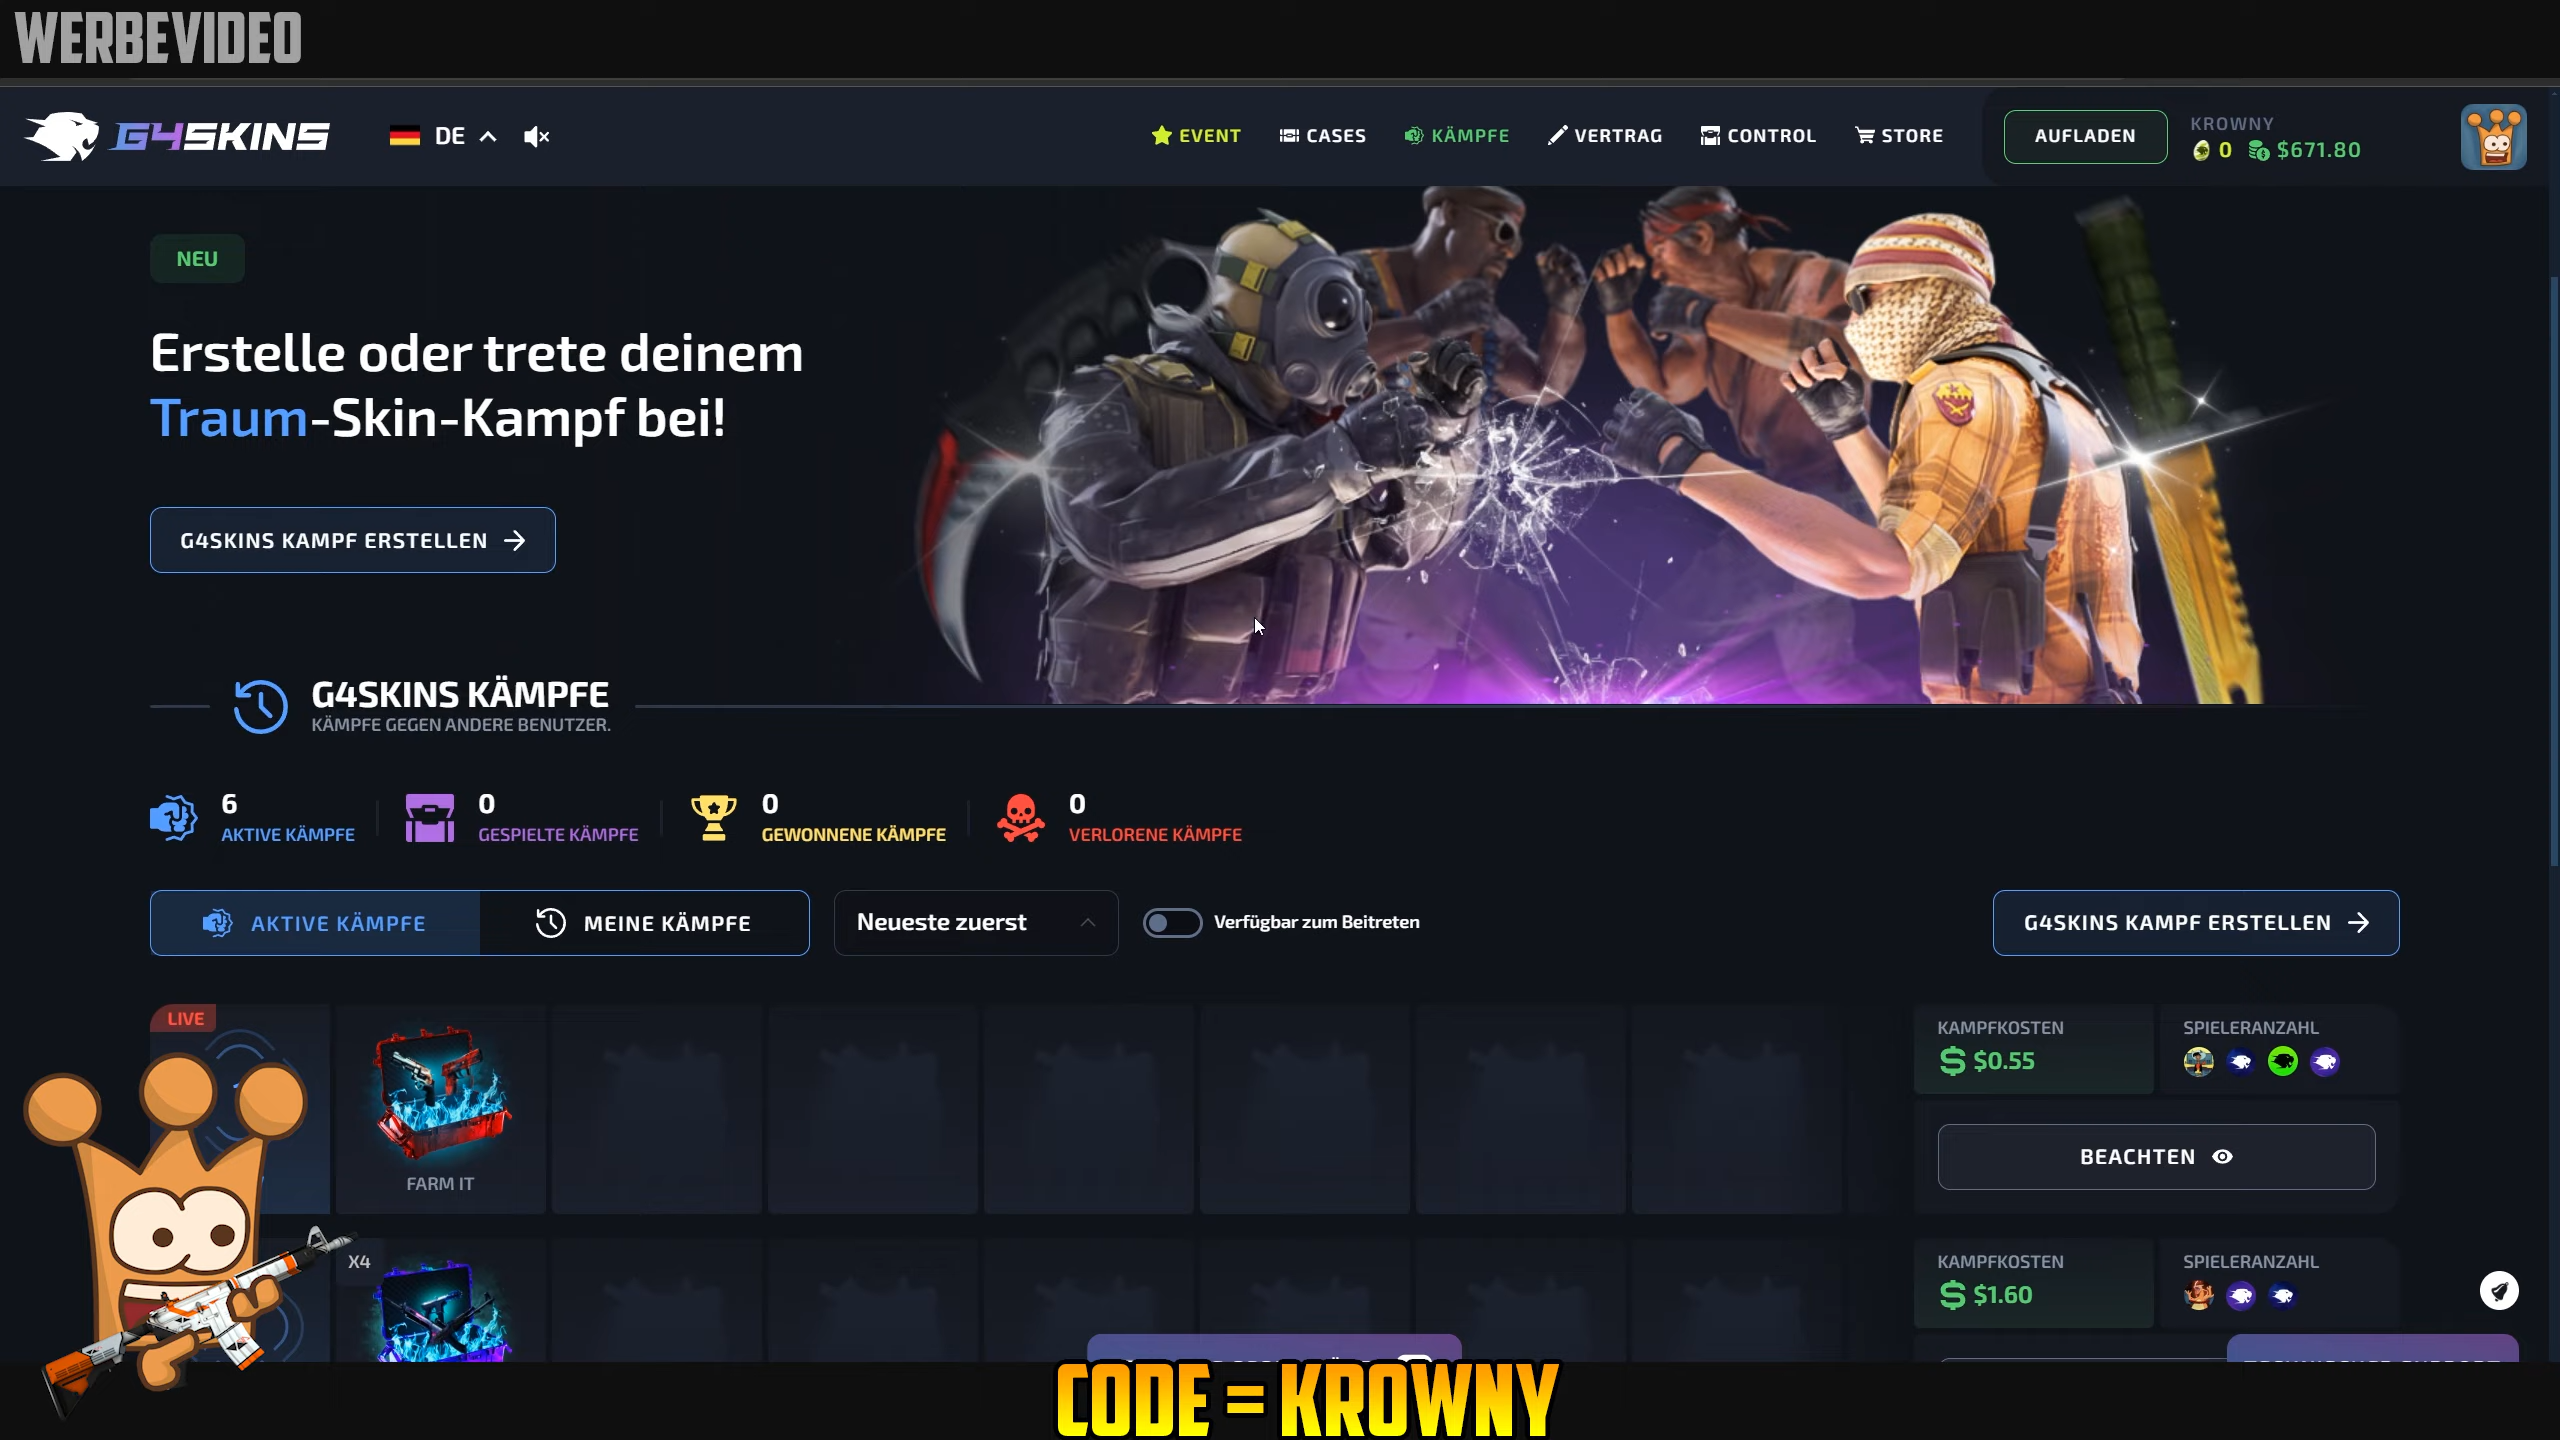 WERBEVIDEO
G4SKINS
DE
EVENT
CASES
KÄMPFE
VERTRAG
CONTROL
STORE
AUFLADEN
KROWNY
0 $671.80
NEU
Erstelle oder trete deinem
Traum-Skin-Kampf bei!
G4SKINS KAMPF ERSTELLEN
G4SKINS KÄMPFE
KÄMPFE GEGEN ANDERE BENUTZER.
6
AKTIVE KÄMPFE
0
GESPIELTE KÄMPFE
0
GEWONNENE KÄMPFE
0
VERLORENE KÄMPFE
AKTIVE KÄMPFE
MEINE KÄMPFE
Neueste zuerst
Verfügbar zum Beitreten
G4SKINS KAMPF ERSTELLEN
LIVE
FARM IT
KAMPFKOSTEN
$0.55
SPIELERANZAHL
BEACHTEN
X4
KAMPFKOSTEN
$1.60
SPIELERANZAHL
CODE = KROWNY